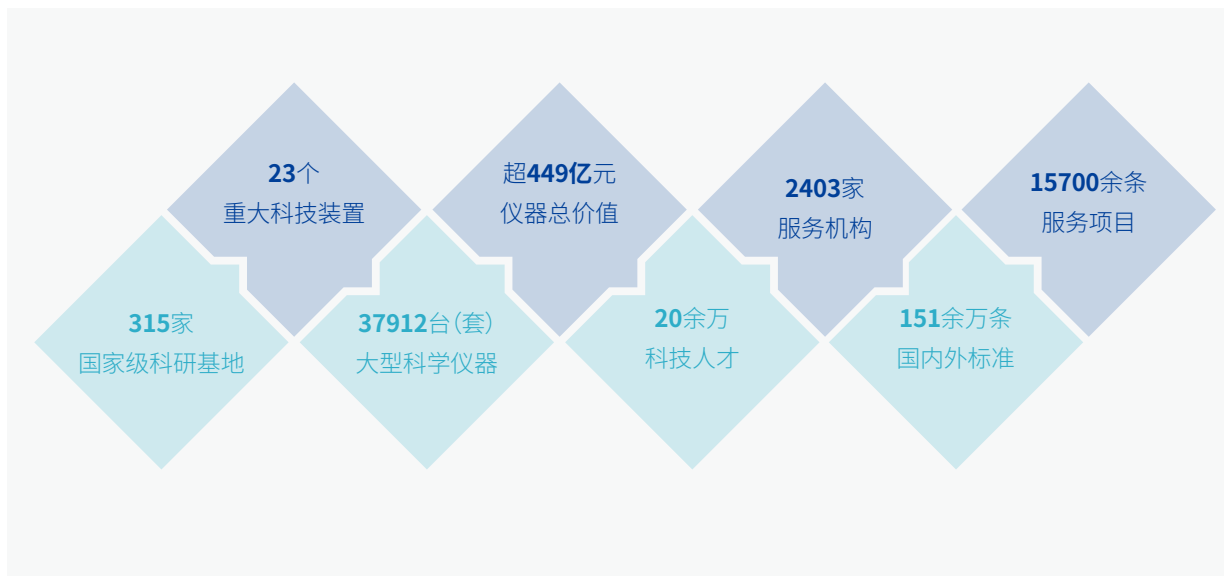 23个
重大科技装置
超449亿元
仪器总价值
2403家
服务机构
15700余条
服务项目
315家
国家级科研基地
37912台(套)
大型科学仪器
20余万
科技人才
151余万条
国内外标准